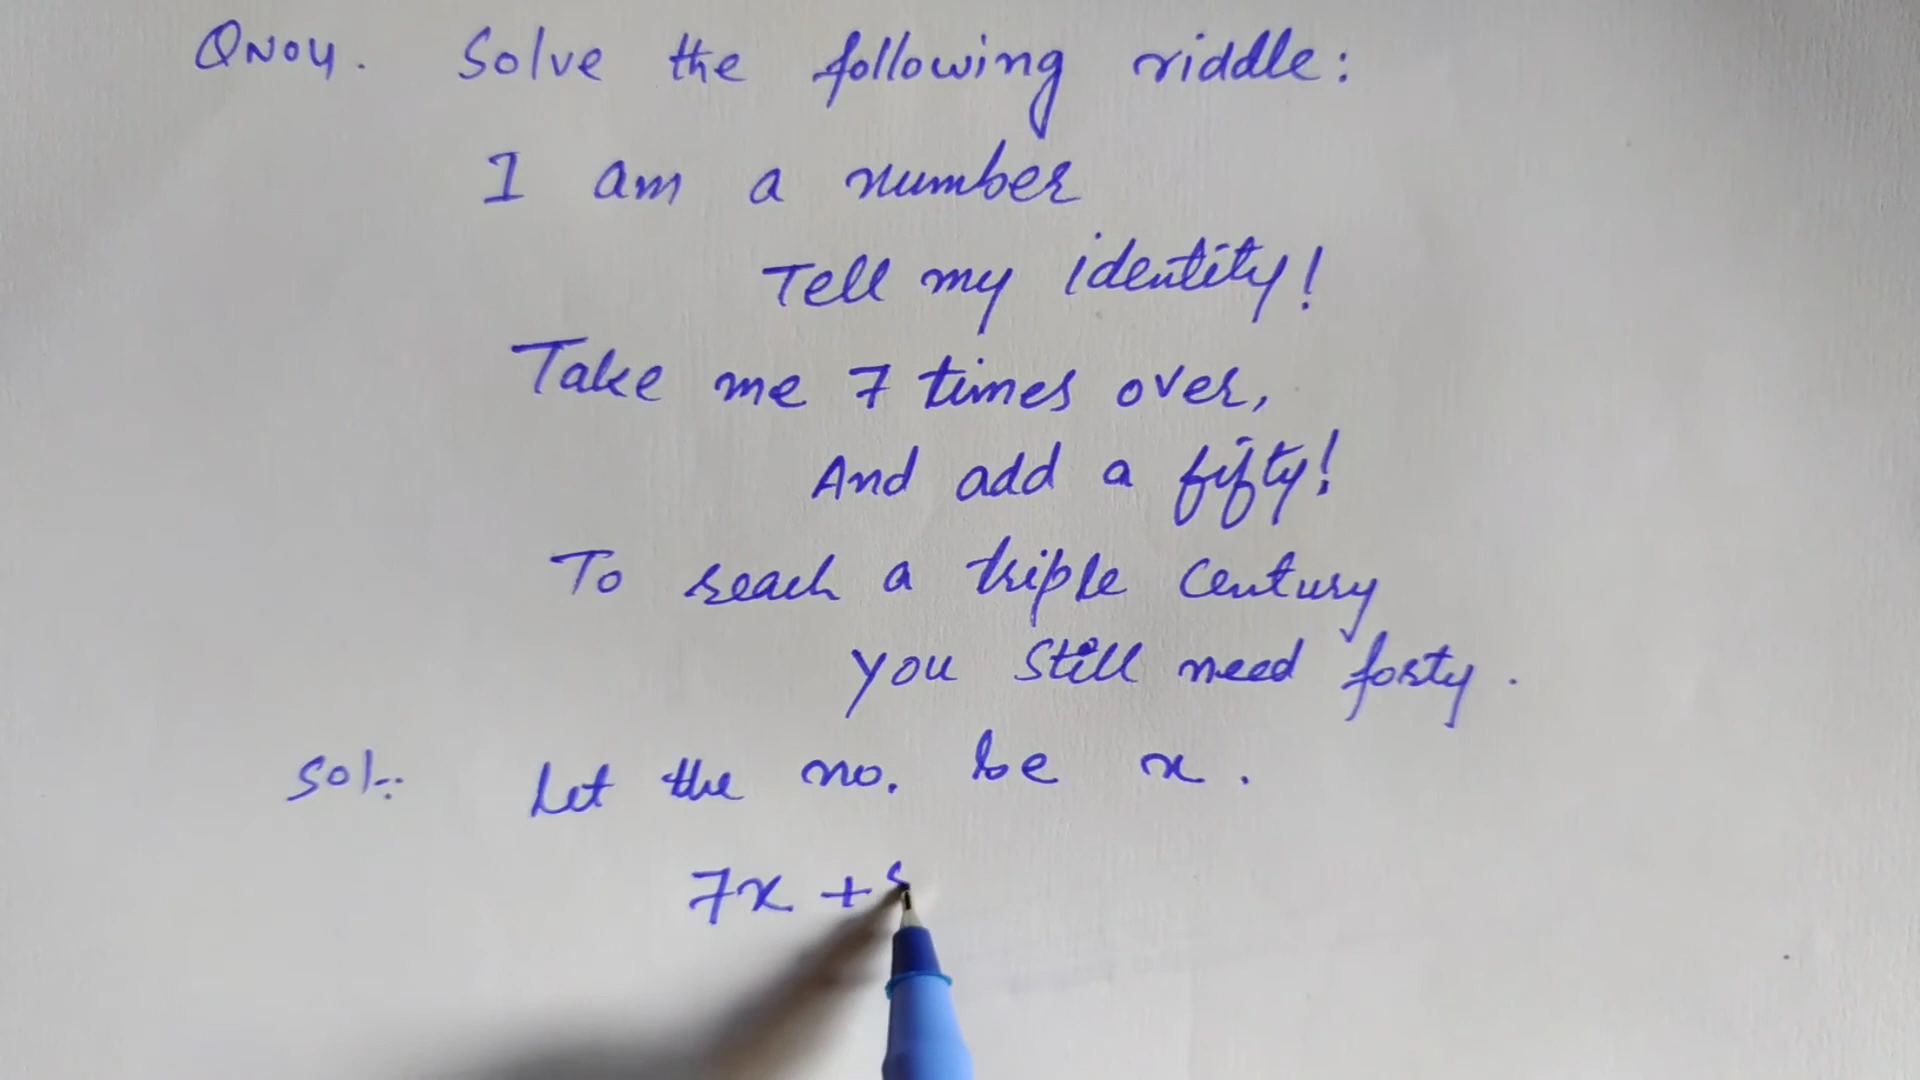 QNO4. Solve the following riddle:
I am a number
Tell my identity!
Take me 7 times over,
And add a fifty!
To reach a triple century
you still need forty.
Sol:- Let the no. be x.
7x +